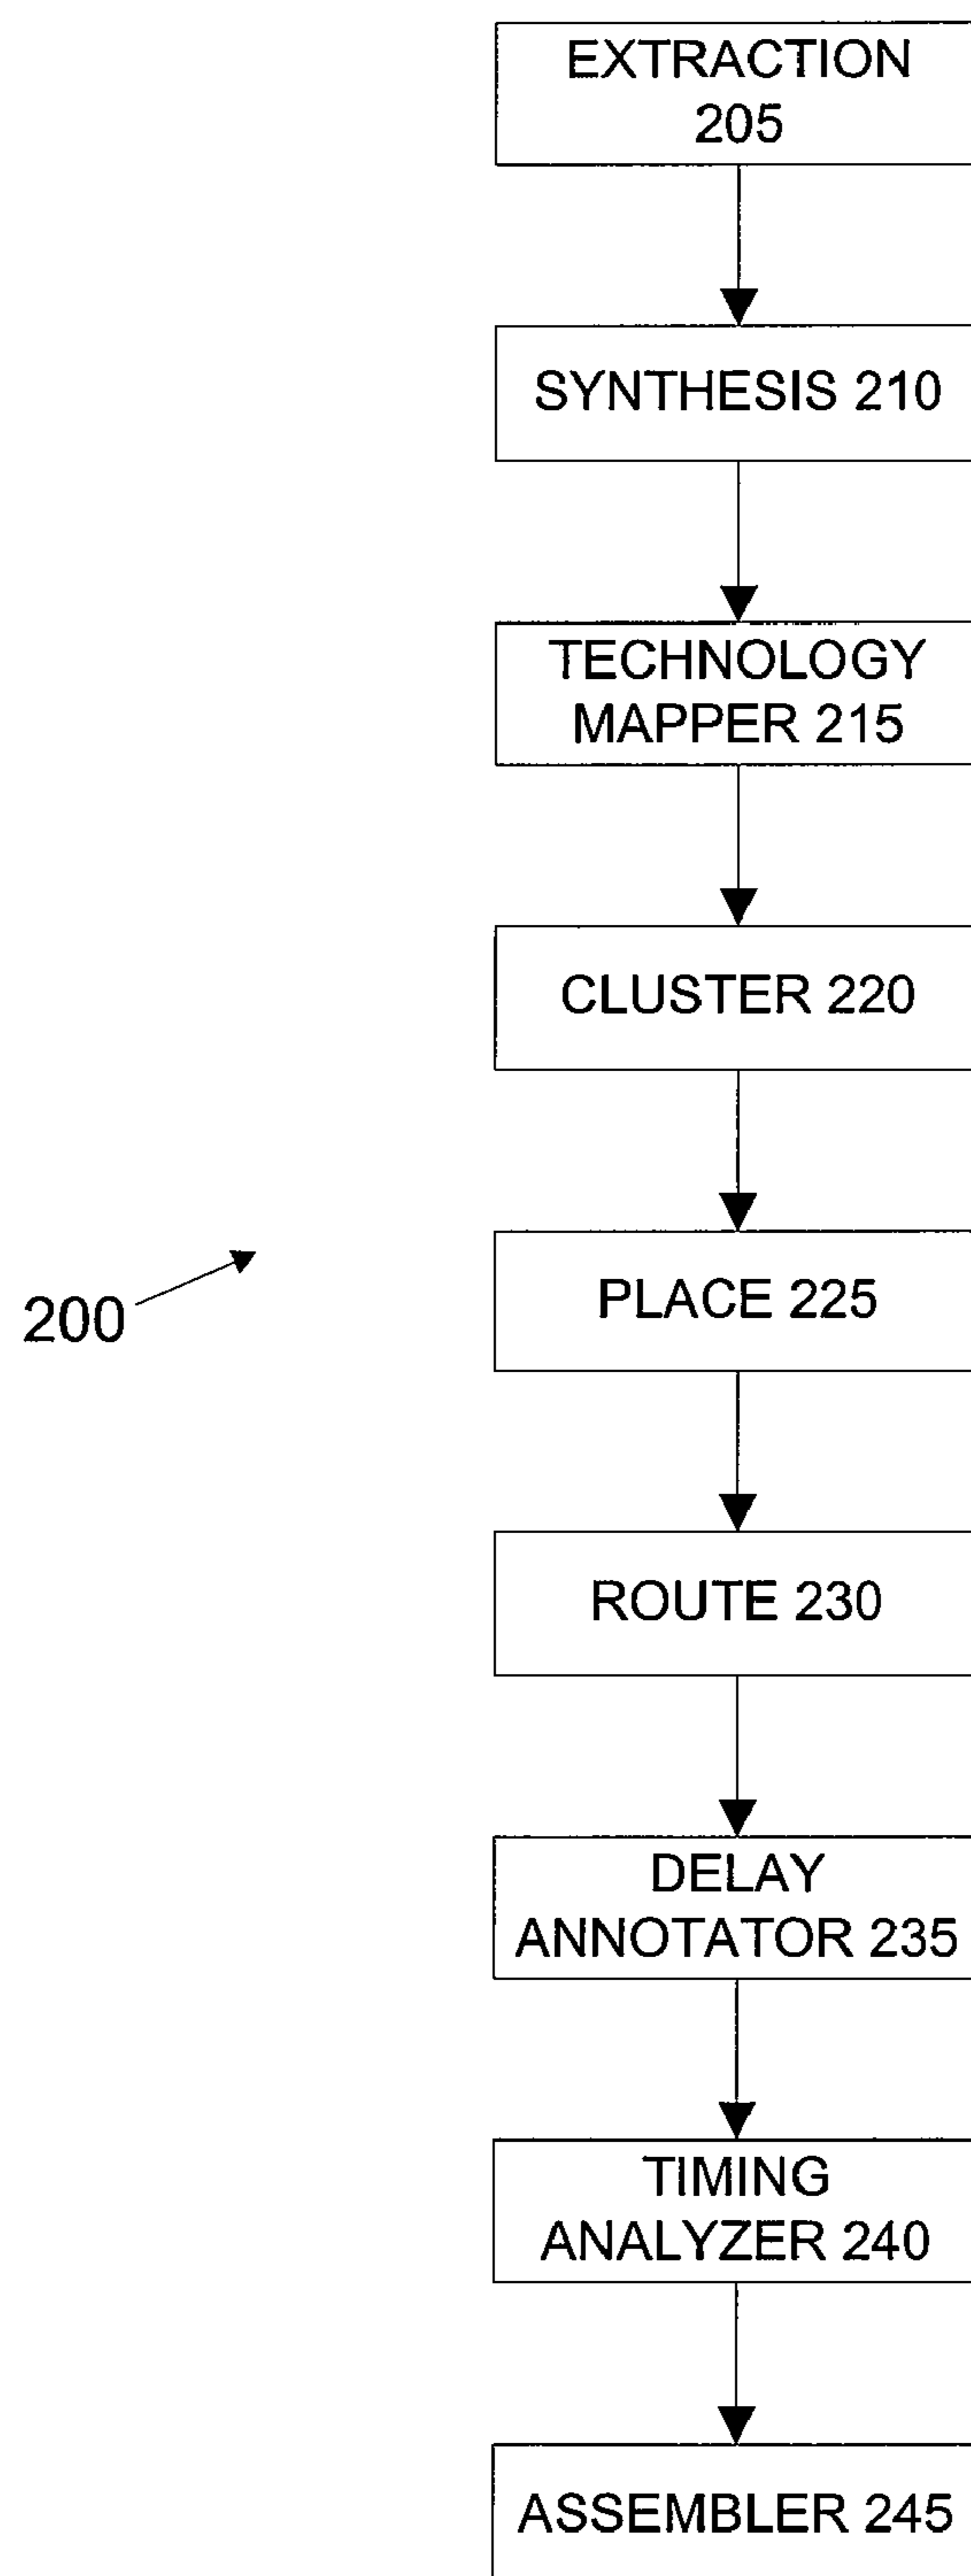 EXTRACTION
205
SYNTHESIS 210
TECHNOLOGY
MAPPER 215
CLUSTER 220
PLACE 225
200
ROUTE 230
DELAY
ANNOTATOR 235
TIMING
ANALYZER 240
ASSEMBLER 245